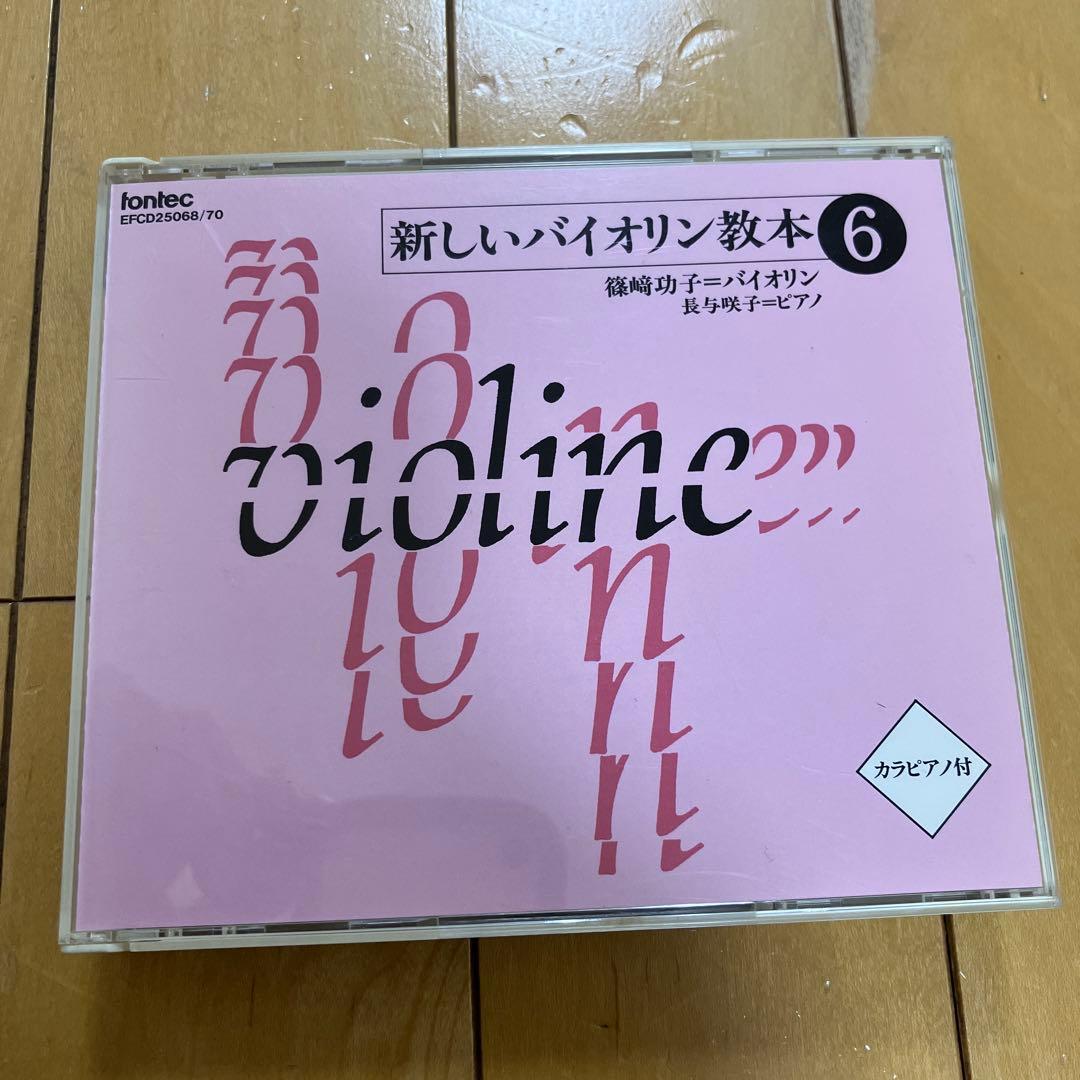 fontec
EFCD25068/70
新しいバイオリン教本6
篠﨑功子=バイオリン
長与咲子=ピアノ
violine
カラピアノ付